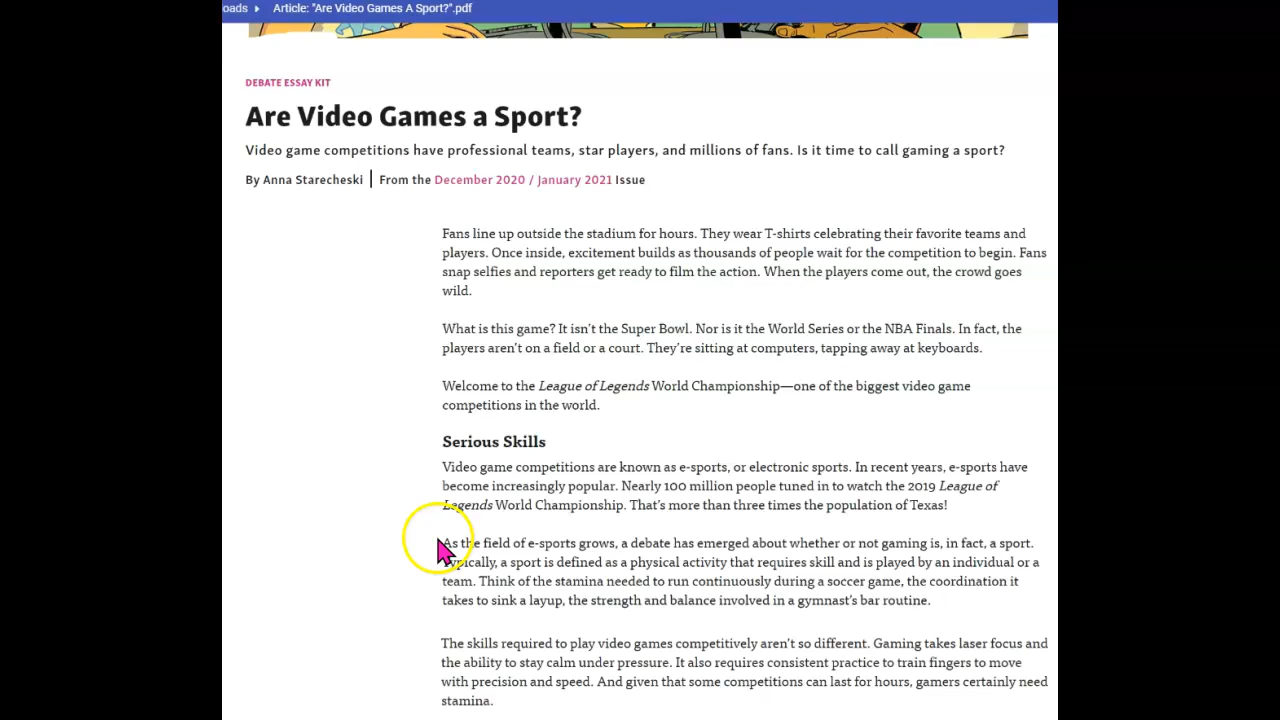 oads ▸ Article: "Are Video Games A Sport?".pdf
DEBATE ESSAY KIT
Are Video Games a Sport?
Video game competitions have professional teams, star players, and millions of fans. Is it time to call gaming a sport?
By Anna Starecheski | From the December 2020 / January 2021 Issue
Fans line up outside the stadium for hours. They wear T-shirts celebrating their favorite teams and
players. Once inside, excitement builds as thousands of people wait for the competition to begin. Fans
snap selfies and reporters get ready to film the action. When the players come out, the crowd goes
wild.
What is this game? It isn't the Super Bowl. Nor is it the World Series or the NBA Finals. In fact, the
players aren't on a field or a court. They're sitting at computers, tapping away at keyboards.
Welcome to the League of Legends World Championship—one of the biggest video game
competitions in the world.
Serious Skills
Video game competitions are known as e-sports, or electronic sports. In recent years, e-sports have
become increasingly popular. Nearly 100 million people tuned in to watch the 2019 League of
Legends World Championship. That's more than three times the population of Texas!
As the field of e-sports grows, a debate has emerged about whether or not gaming is, in fact, a sport.
Typically, a sport is defined as a physical activity that requires skill and is played by an individual or a
team. Think of the stamina needed to run continuously during a soccer game, the coordination it
takes to sink a layup, the strength and balance involved in a gymnast's bar routine.
The skills required to play video games competitively aren't so different. Gaming takes laser focus and
the ability to stay calm under pressure. It also requires consistent practice to train fingers to move
with precision and speed. And given that some competitions can last for hours, gamers certainly need
stamina.